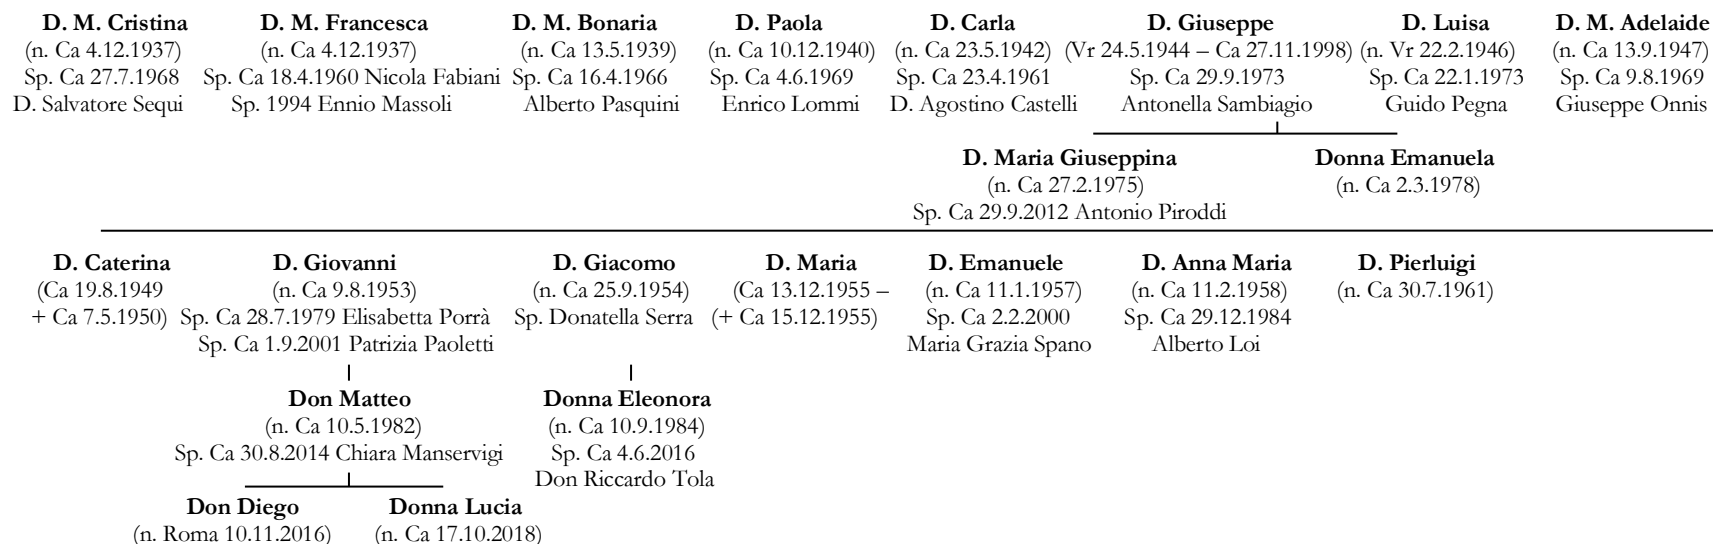 D. M. Cristina
(n. Ca 4.12.1937)
Sp. Ca 27.7.1968
D. Salvatore Sequi
D. M. Francesca
(n. Ca 4.12.1937)
Sp. Ca 18.4.1960 Nicola Fabiani
Sp. 1994 Ennio Massoli
D. M. Bonaria
(n. Ca 13.5.1939)
Sp. Ca 16.4.1966
Alberto Pasquini
D. Paola
(n. Ca 10.12.1940)
Sp. Ca 4.6.1969
Enrico Lommi
D. Carla
(n. Ca 23.5.1942)
Sp. Ca 23.4.1961
D. Agostino Castelli
D. Giuseppe
(Vr 24.5.1944 – Ca 27.11.1998)
Sp. Ca 29.9.1973
Antonella Sambiagio
D. Luisa
(n. Vr 22.2.1946)
Sp. Ca 22.1.1973
Guido Pegna
D. M. Adelaide
(n. Ca 13.9.1947)
Sp. Ca 9.8.1969
Giuseppe Onnis
D. Maria Giuseppina
(n. Ca 27.2.1975)
Sp. Ca 29.9.2012 Antonio Piroddi
Donna Emanuela
(n. Ca 2.3.1978)
D. Caterina
(Ca 19.8.1949
+ Ca 7.5.1950)
D. Giovanni
(n. Ca 9.8.1953)
Sp. Ca 28.7.1979 Elisabetta Porrà
Sp. Ca 1.9.2001 Patrizia Paoletti
D. Giacomo
(n. Ca 25.9.1954)
Sp. Donatella Serra
D. Maria
(Ca 13.12.1955 –
(+ Ca 15.12.1955)
D. Emanuele
(n. Ca 11.1.1957)
Sp. Ca 2.2.2000
Maria Grazia Spano
D. Anna Maria
(n. Ca 11.2.1958)
Sp. Ca 29.12.1984
Alberto Loi
D. Pierluigi
(n. Ca 30.7.1961)
Don Matteo
(n. Ca 10.5.1982)
Sp. Ca 30.8.2014 Chiara Manservigi
Donna Eleonora
(n. Ca 10.9.1984)
Sp. Ca 4.6.2016
Don Riccardo Tola
Don Diego
(n. Roma 10.11.2016)
Donna Lucia
(n. Ca 17.10.2018)